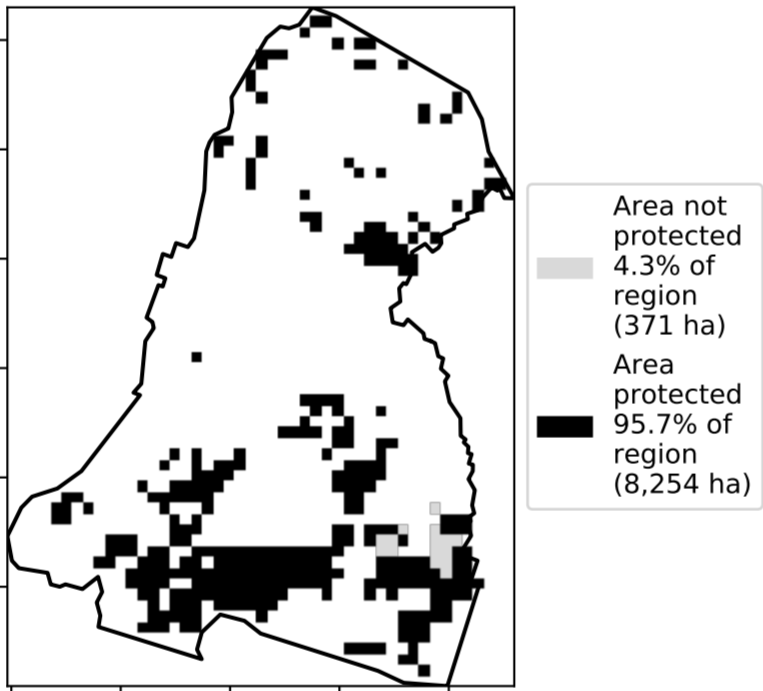 Area not
protected
4.3% of
region
(371 ha)
Area
protected
95.7% of
region
(8,254 ha)